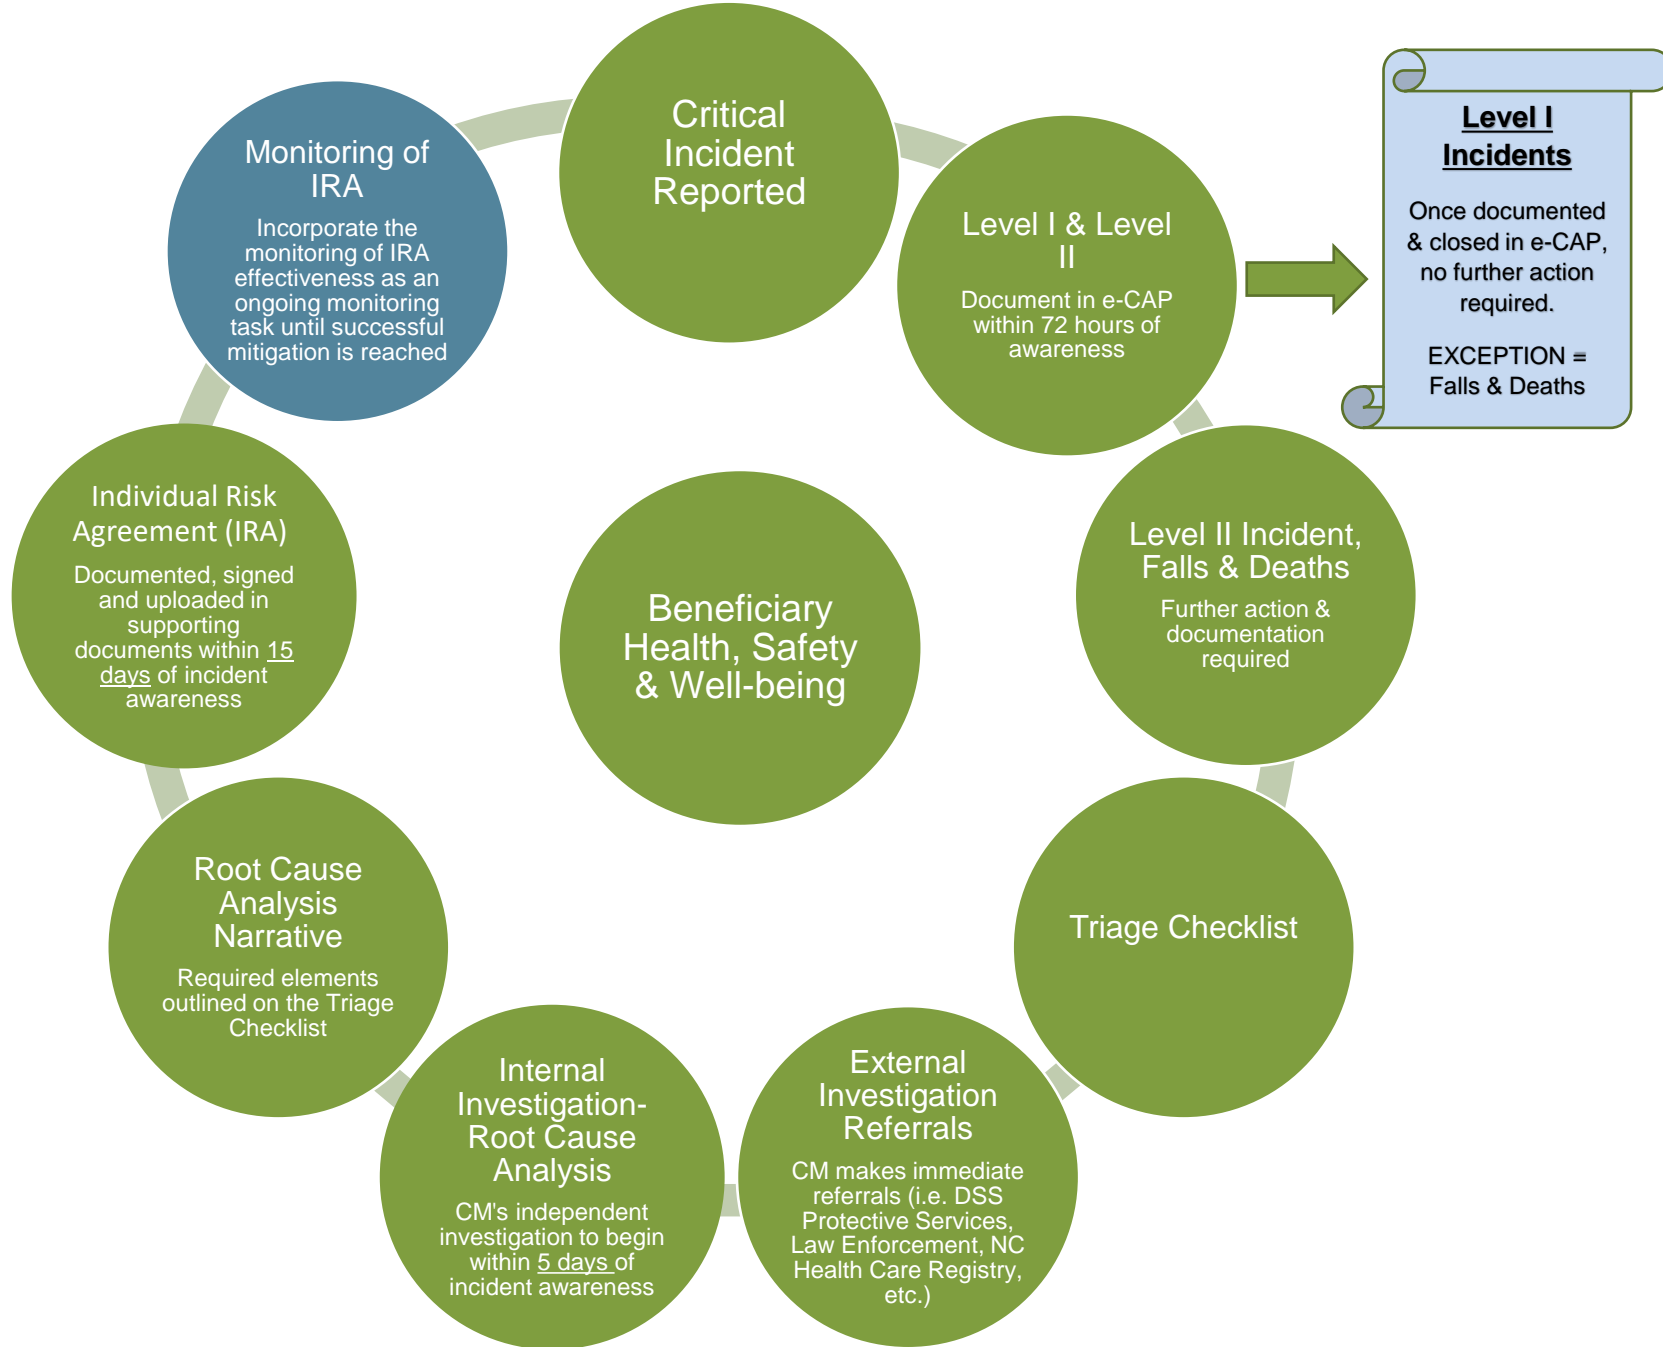 Critical
Incident
Reported
Level I & Level
II
Document in e-CAP
within 72 hours of
awareness
Level I
Incidents
Once documented
& closed in e-CAP,
no further action
required.
EXCEPTION =
Falls & Deaths
Level II Incident,
Falls & Deaths
Further action &
documentation
required
Triage Checklist
External
Investigation
Referrals
CM makes immediate
referrals (i.e. DSS
Protective Services,
Law Enforcement, NC
Health Care Registry,
etc.)
Internal
Investigation-
Root Cause
Analysis
CM's independent
investigation to begin
within 5 days of
incident awareness
Root Cause
Analysis
Narrative
Required elements
outlined on the Triage
Checklist
Individual Risk
Agreement (IRA)
Documented, signed
and uploaded in
supporting
documents within 15
days of incident
awareness
Monitoring of
IRA
Incorporate the
monitoring of IRA
effectiveness as an
ongoing monitoring
task until successful
mitigation is reached
Beneficiary
Health, Safety
& Well-being